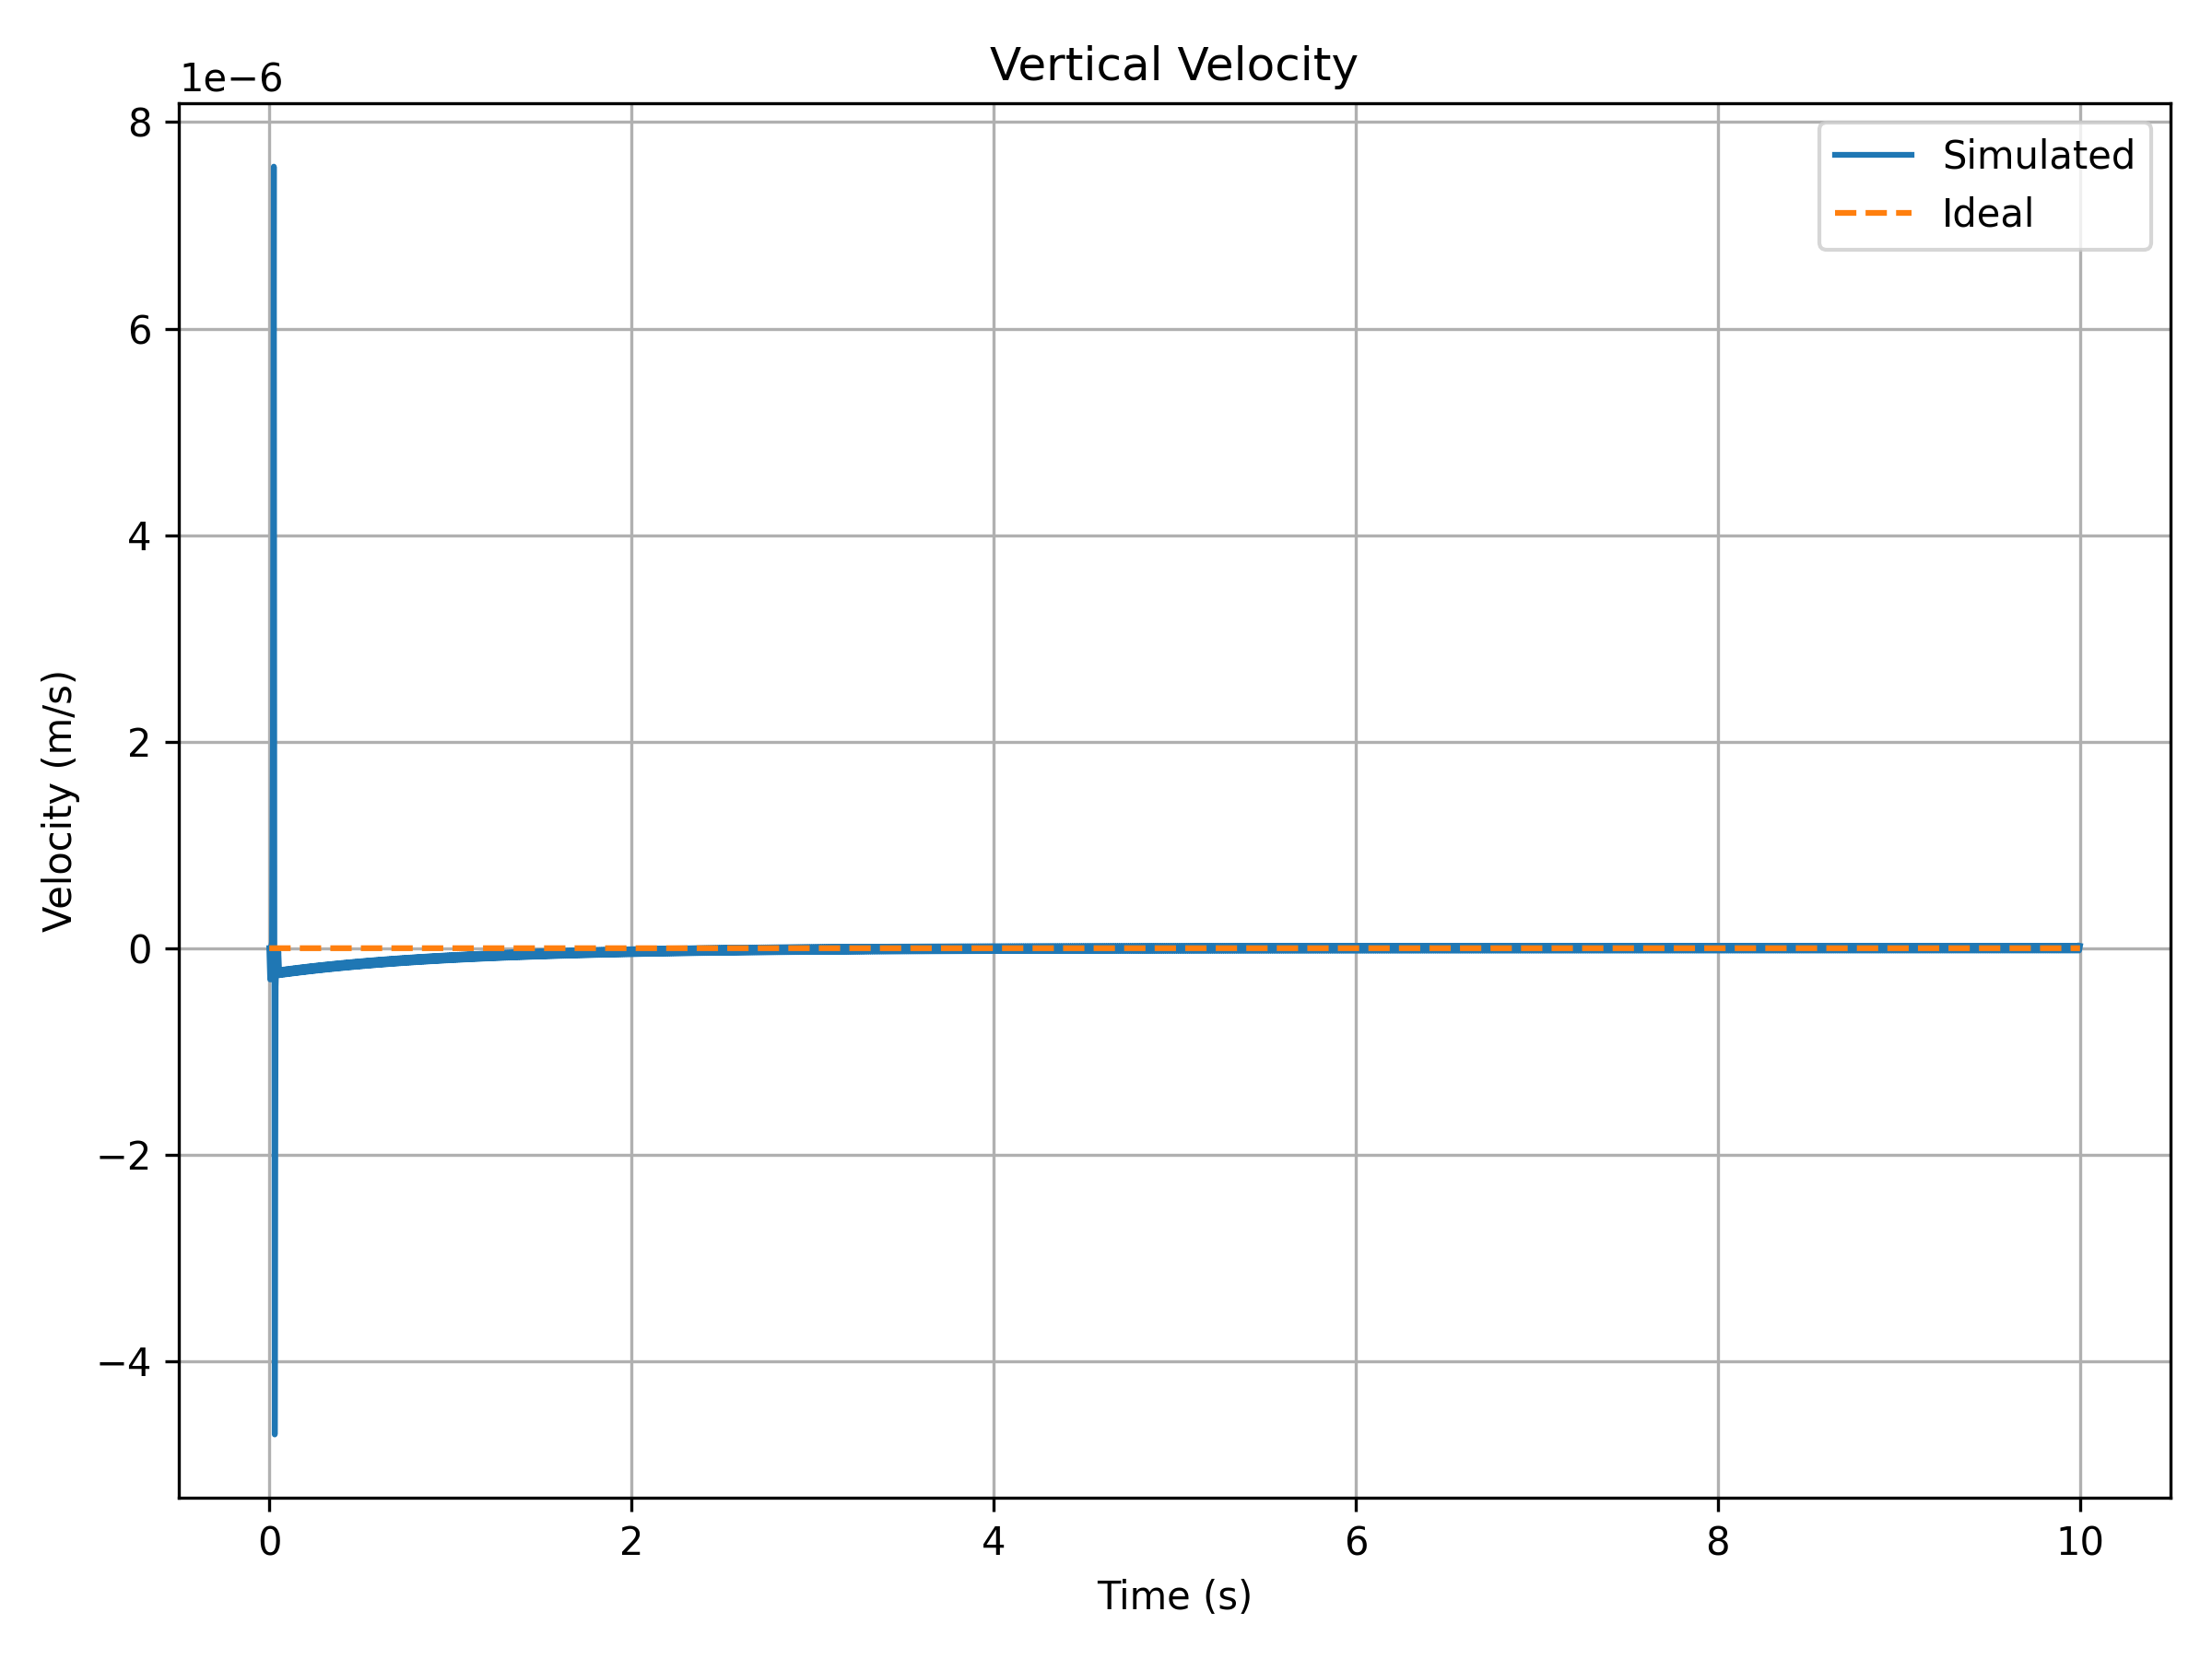 Vertical Velocity
1e−6
8
6
4
2
0
−2
−4
Velocity (m/s)
Simulated
Ideal
0 2 4 6 8 10
Time (s)